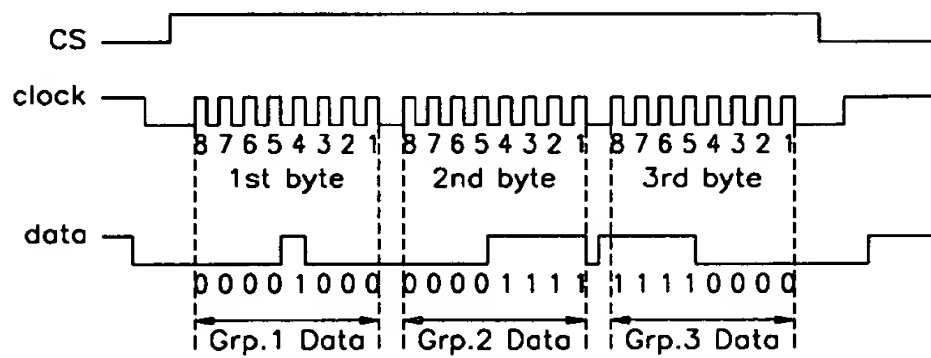 CS
clock
8 7 6 5 4 3 2 1 8 7 6 5 4 3 2 1 8 7 6 5 4 3 2 1
1st byte 2nd byte 3rd byte
data
0 0 0 0 1 0 0 0 0 0 0 0 1 1 1 1 1 1 1 1 0 0 0 0
Grp.1 Data Grp.2 Data Grp.3 Data